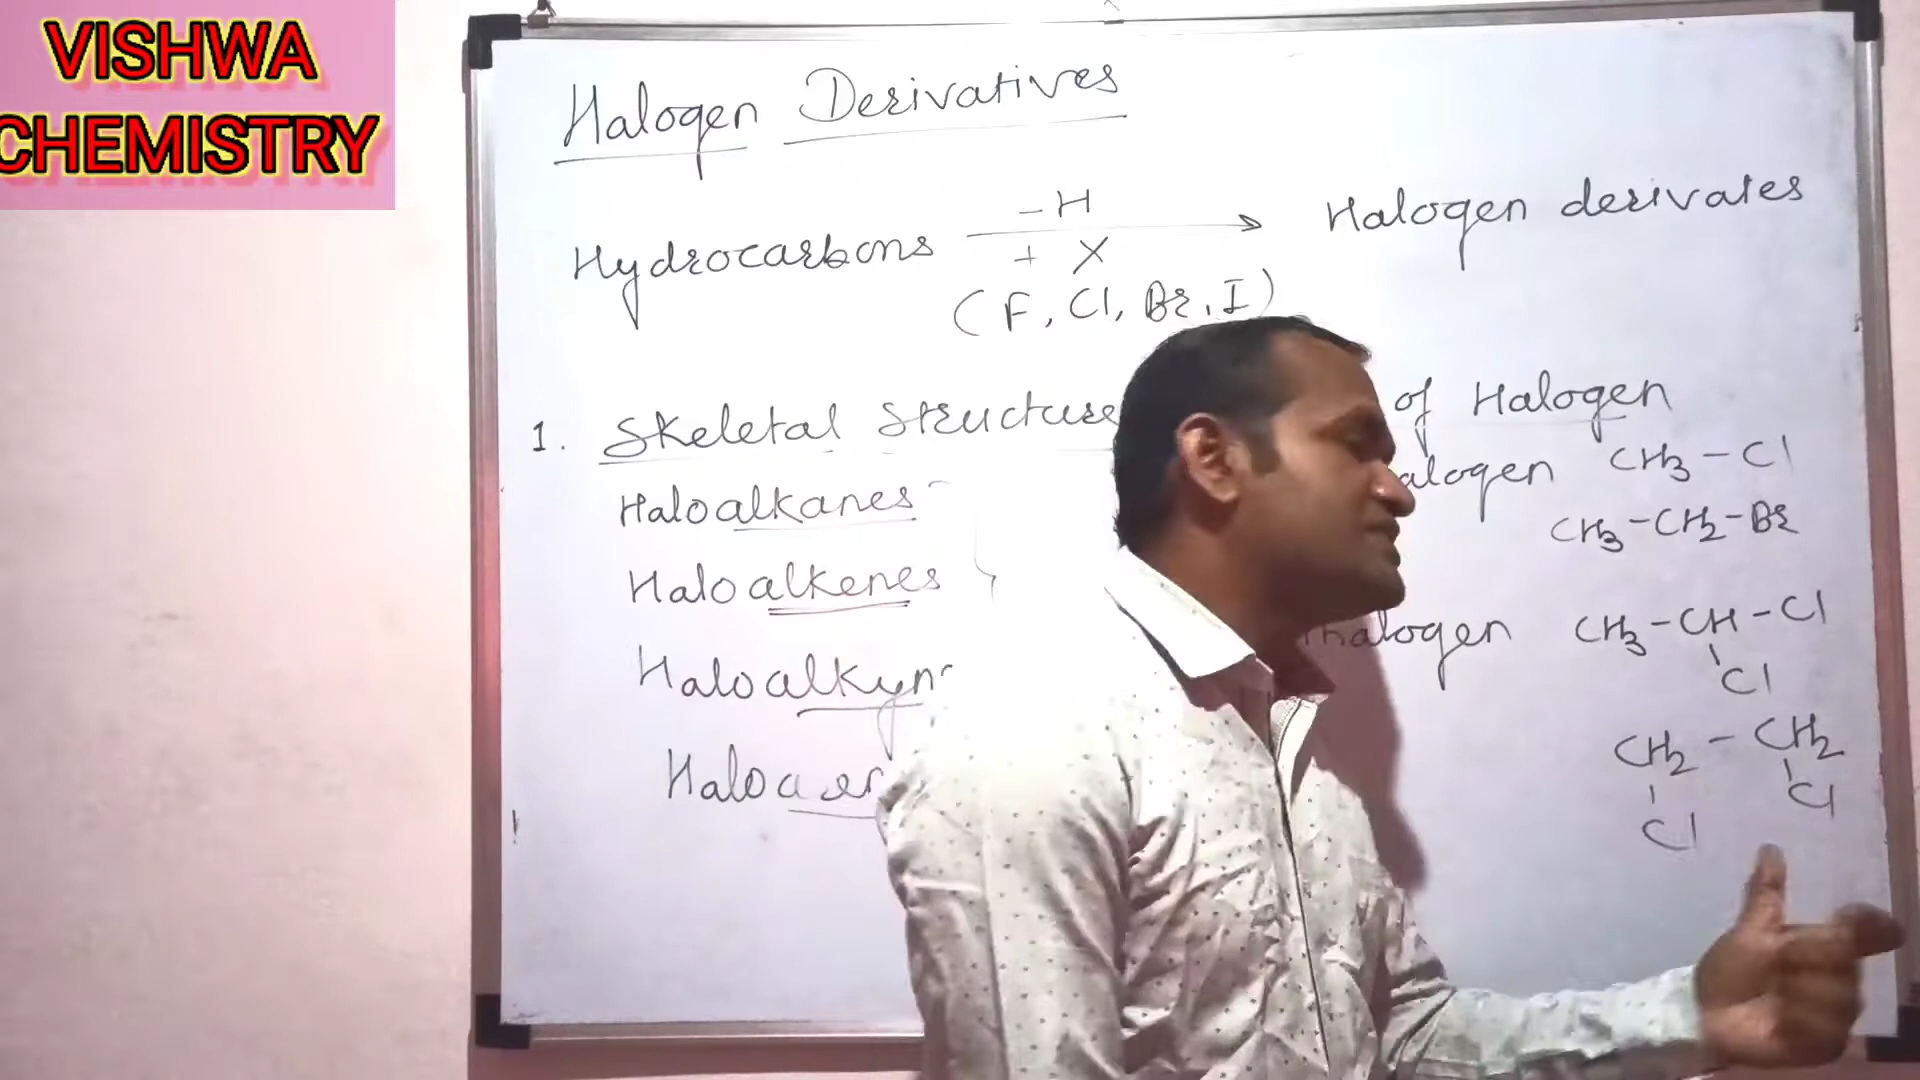 VISHWA
CHEMISTRY
Halogen Derivatives
Hydrocarbons
- H
+ X
(F, Cl, Br, I)
Halogen derivates
1. Skeletal structure
Haloalkanes
Haloalkenes
of Halogen
CH3 - Cl
CH3 - CH2 - Br
CH3 - CH - Cl
Cl
CH2 - CH2
Cl
Cl